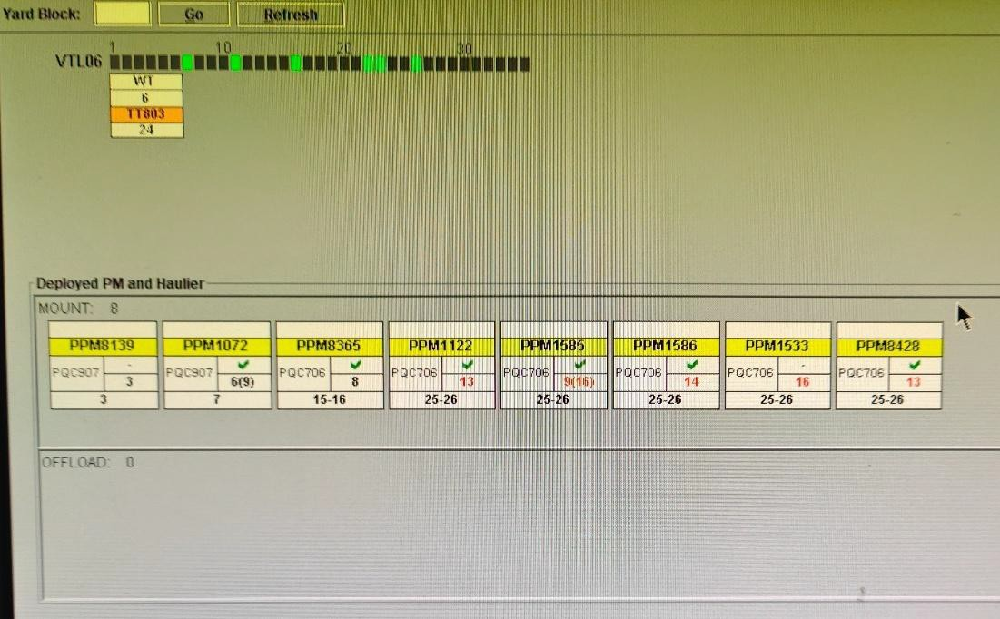 Yard Block: Go Refresh
1 10 20 30
VTL06
WT
6
TT803
24
Deployed PM and Haulier
MOUNT: 8
PPM8139 PPM1072 PPM8365 PPM1122 PPM1585 PPM1586 PPM1533 PPM8428
PQC907 - 3 PQC907 ✔ 6(9) PQC706 ✔ 8 PQC706 ✔ 13 PQC706 ✔ 9(16) PQC706 ✔ 14 PQC706 - 16 PQC706 ✔ 13
3 7 15-16 25-26 25-26 25-26 25-26 25-26
OFFLOAD: 0